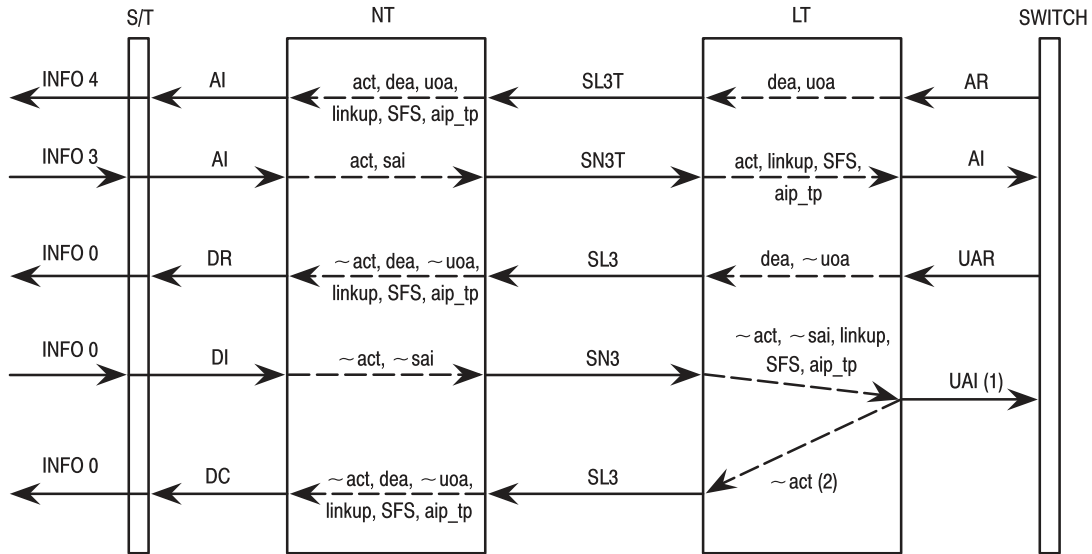 S/T NT LT SWITCH
INFO 4 AI act, dea, uoa, SL3T dea, uoa AR
linkup, SFS, aip_tp
INFO 3 AI act, sai SN3T act, linkup, SFS, AI
aip_tp
INFO 0 DR ~act, dea, ~uoa, SL3 dea, ~uoa UAR
linkup, SFS, aip_tp
~act, ~sai, linkup,
INFO 0 DI ~act, ~sai SN3 SFS, aip_tp
UAI (1)
INFO 0 DC ~act, dea, ~uoa, SL3 ~act (2)
linkup, SFS, aip_tp